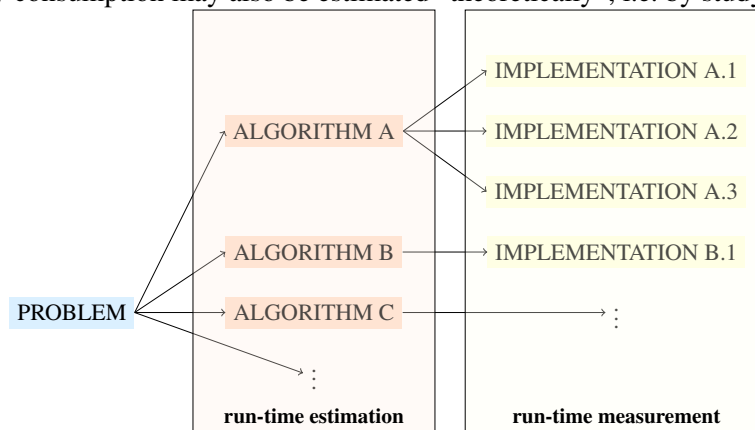 consumption may also be estimated "theoretically", i.e. by study
IMPLEMENTATION A.1
ALGORITHM A
IMPLEMENTATION A.2
IMPLEMENTATION A.3
ALGORITHM B
IMPLEMENTATION B.1
PROBLEM
ALGORITHM C
⋮
⋮
run-time estimation
run-time measurement